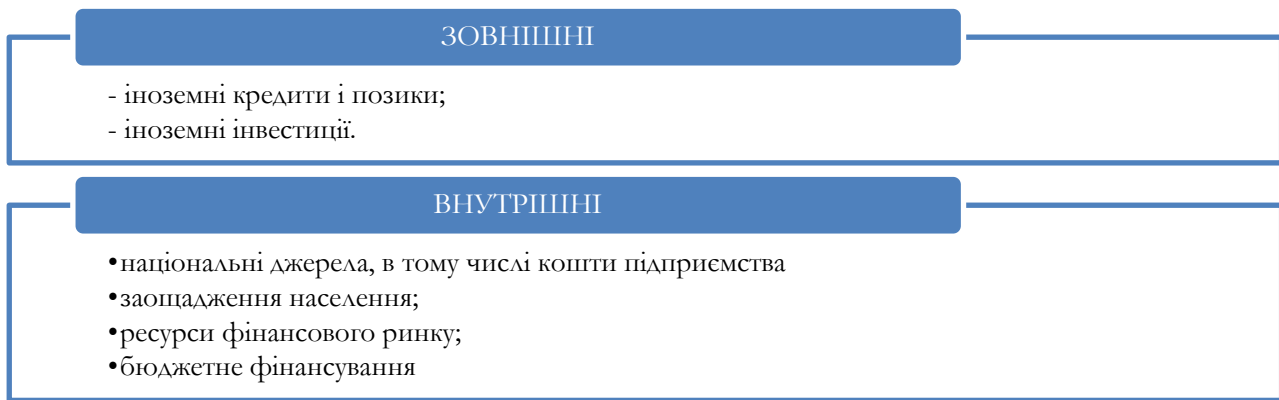 ЗОВНІШНІ
- іноземні кредити і позики;
- іноземні інвестиції.
ВНУТРІШНІ
•національні джерела, в тому числі кошти підприємства
•заощадження населення;
•ресурси фінансового ринку;
•бюджетне фінансування